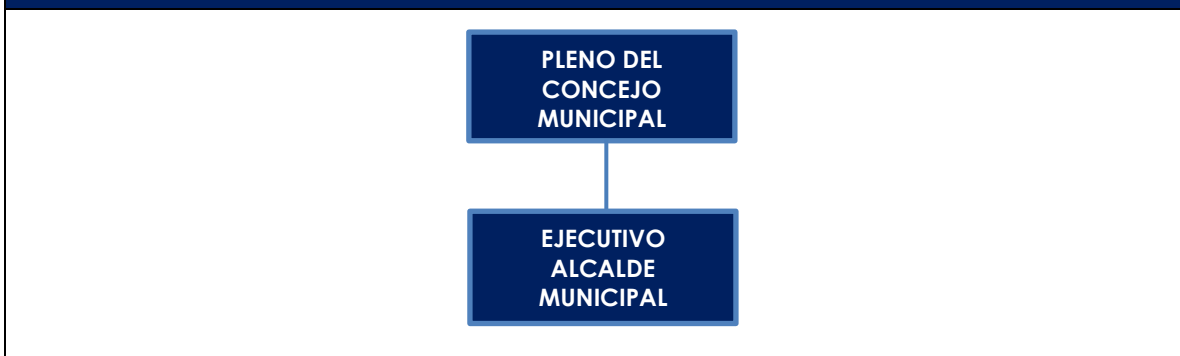 PLENO DEL
CONCEJO
MUNICIPAL
EJECUTIVO
ALCALDE
MUNICIPAL